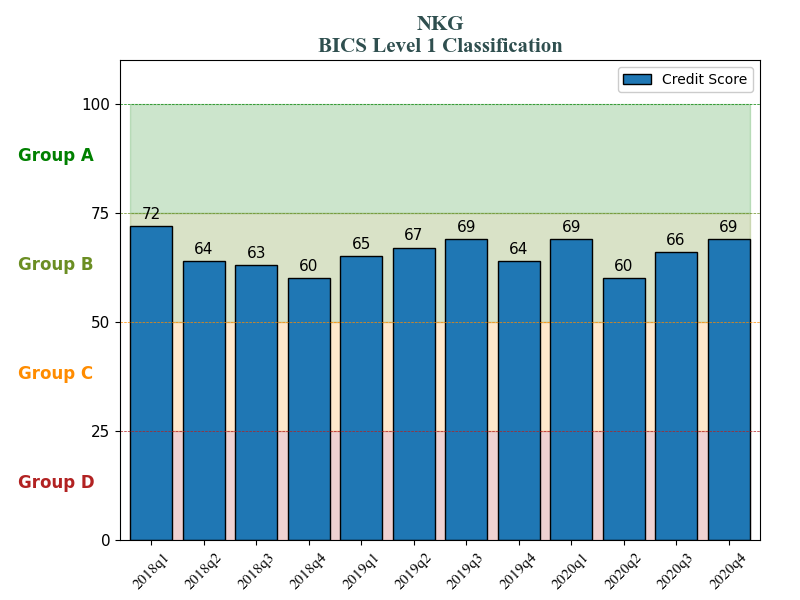 NKG
BICS Level 1 Classification
Credit Score
100
Group A
75
72
64
63
60
65
67
69
64
69
60
66
69
Group B
50
Group C
25
Group D
0
2018q1
2018q2
2018q3
2018q4
2019q1
2019q2
2019q3
2019q4
2020q1
2020q2
2020q3
2020q4